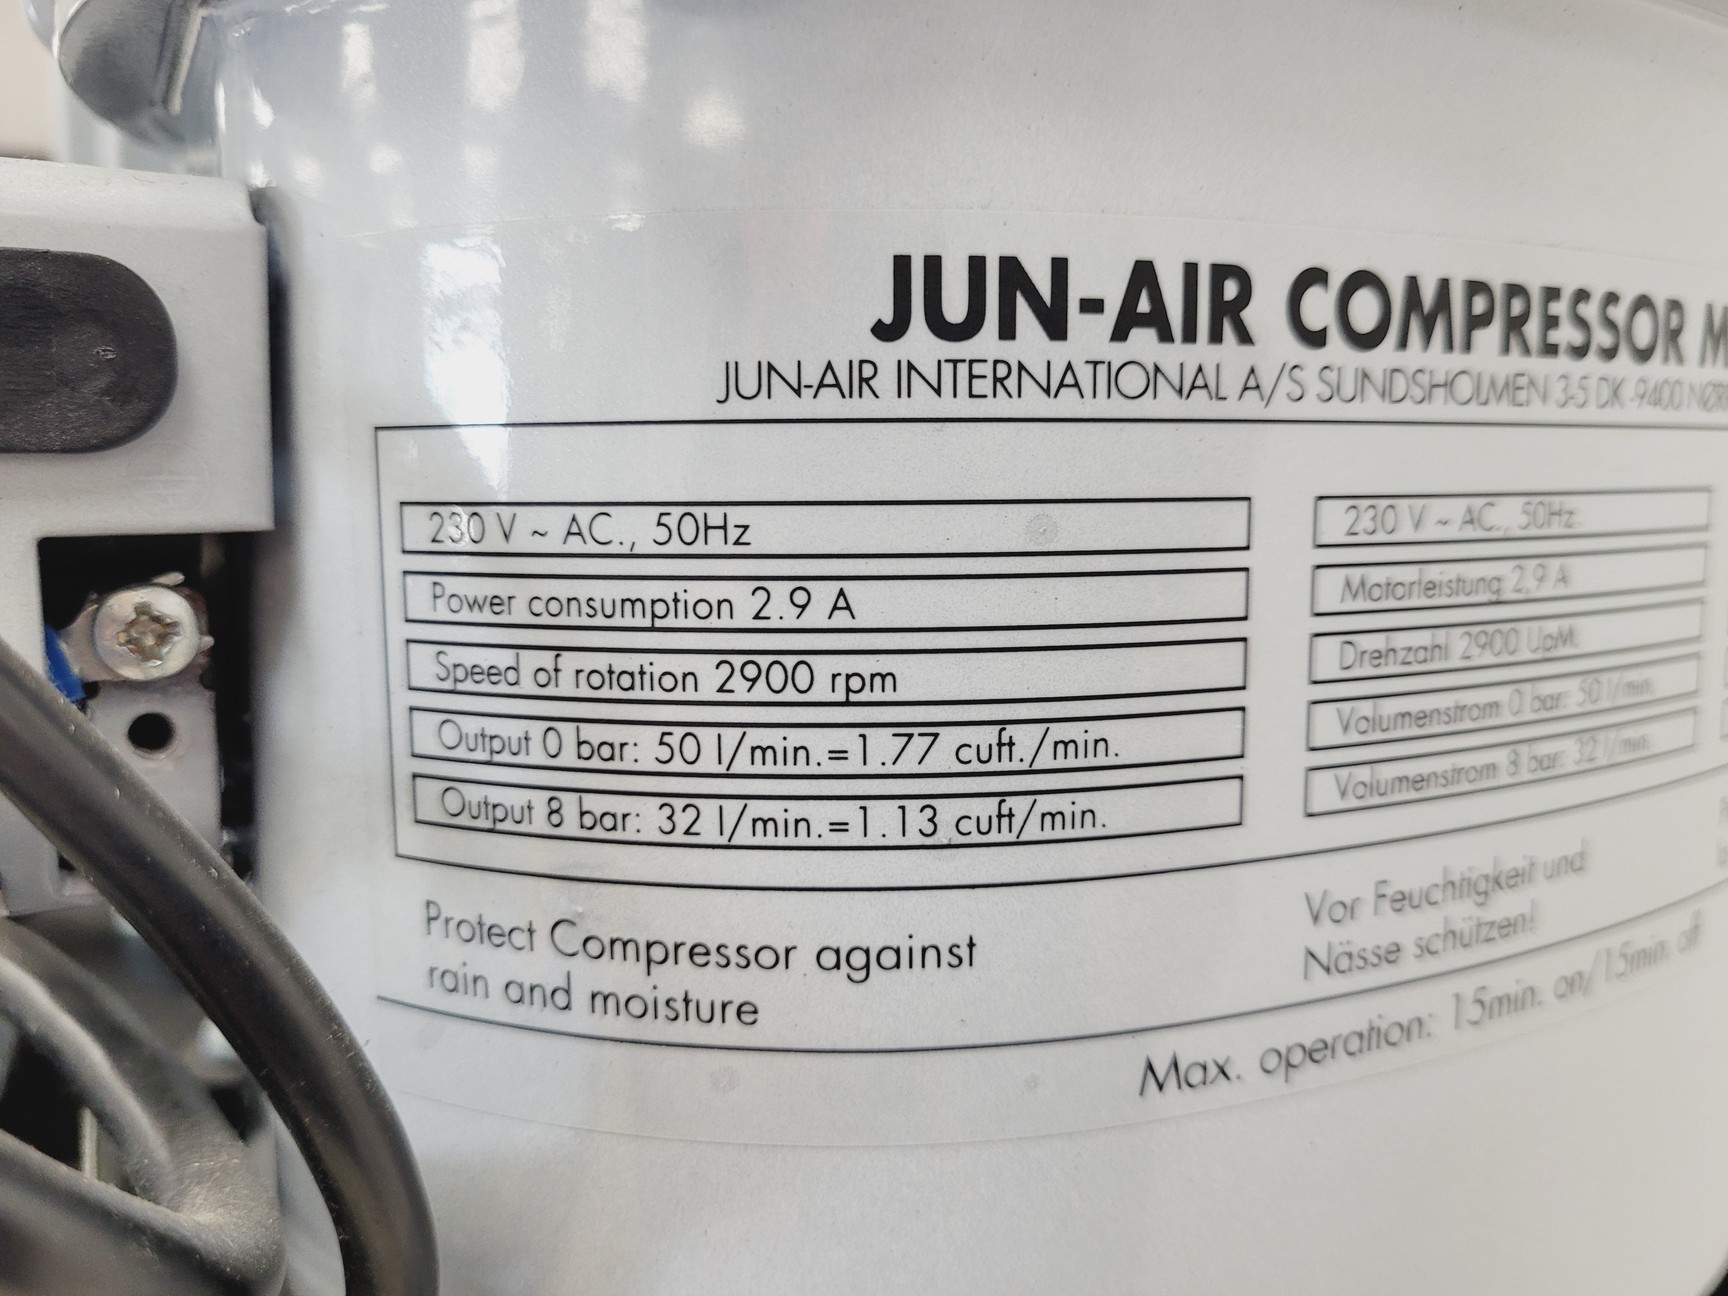 JUN-AIR COMPRESSOR
JUN-AIR INTERNATIONAL A/S SUNDSHOLMEN 3-5 DK-9400
230 V ~ AC., 50Hz
Power consumption 2.9 A
Speed of rotation 2900 rpm
Output 0 bar: 50 l/min.=1.77 cuft./min.
Output 8 bar: 32 l/min.=1.13 cuft/min.
Protect Compressor against
rain and moisture
230 V ~ AC., 50Hz
Motorleistung 2,9 A
Drehzahl 2900 UpM.
Volumenstrom 0 bar: 50 l/min.
Volumenstrom 8 bar: 32 l/min.
Vor Feuchtigkeit und
Nässe schützen!
Max. operation: 15min. on/15min. off